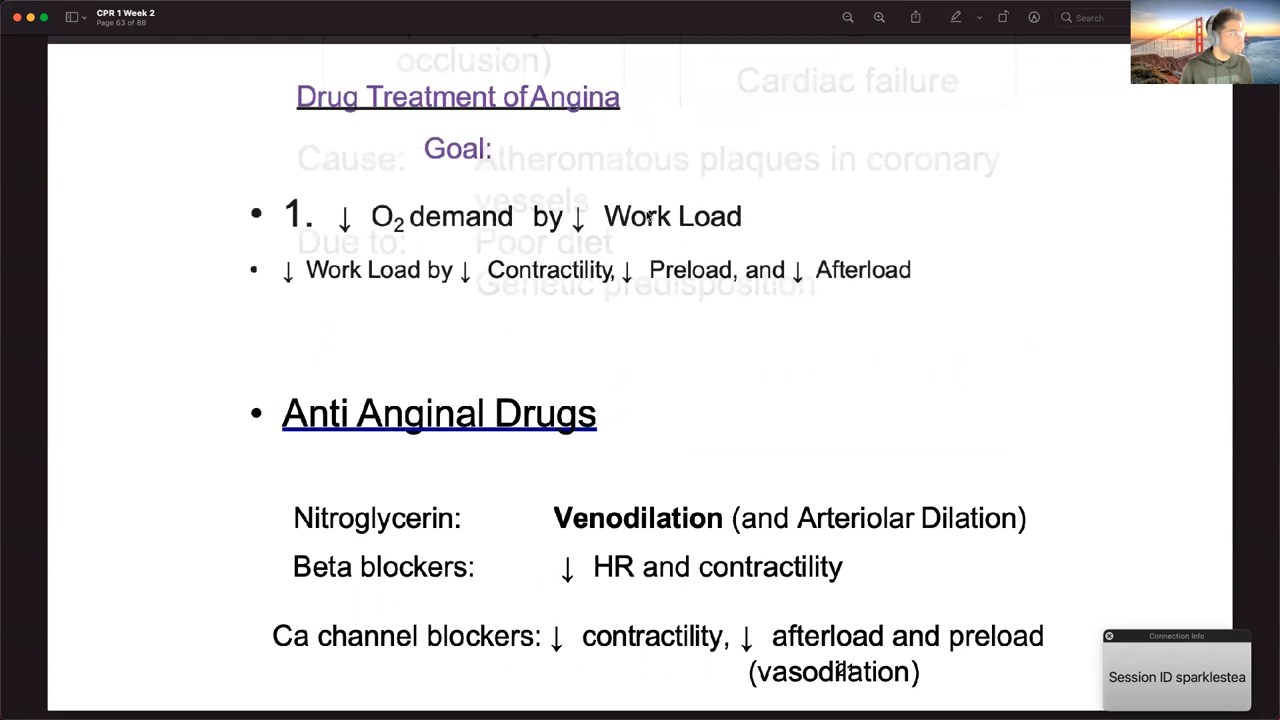 CPR 1 Week 2
Page 63 of 88
Search
occlusion)
Cardiac failure
Drug Treatment of Angina
Goal:
Cause: Atheromatous plaques in coronary
vessels
• 1. ↓ O2 demand by ↓ Work Load
Due to: Poor diet
• ↓ Work Load by ↓ Contractility, ↓ Preload, and ↓ Afterload
Genetic predisposition
• Anti Anginal Drugs
Nitroglycerin: Venodilation (and Arteriolar Dilation)
Beta blockers: ↓ HR and contractility
Ca channel blockers: ↓ contractility, ↓ afterload and preload
(vasodilation)
Connection Info
Session ID sparklestea